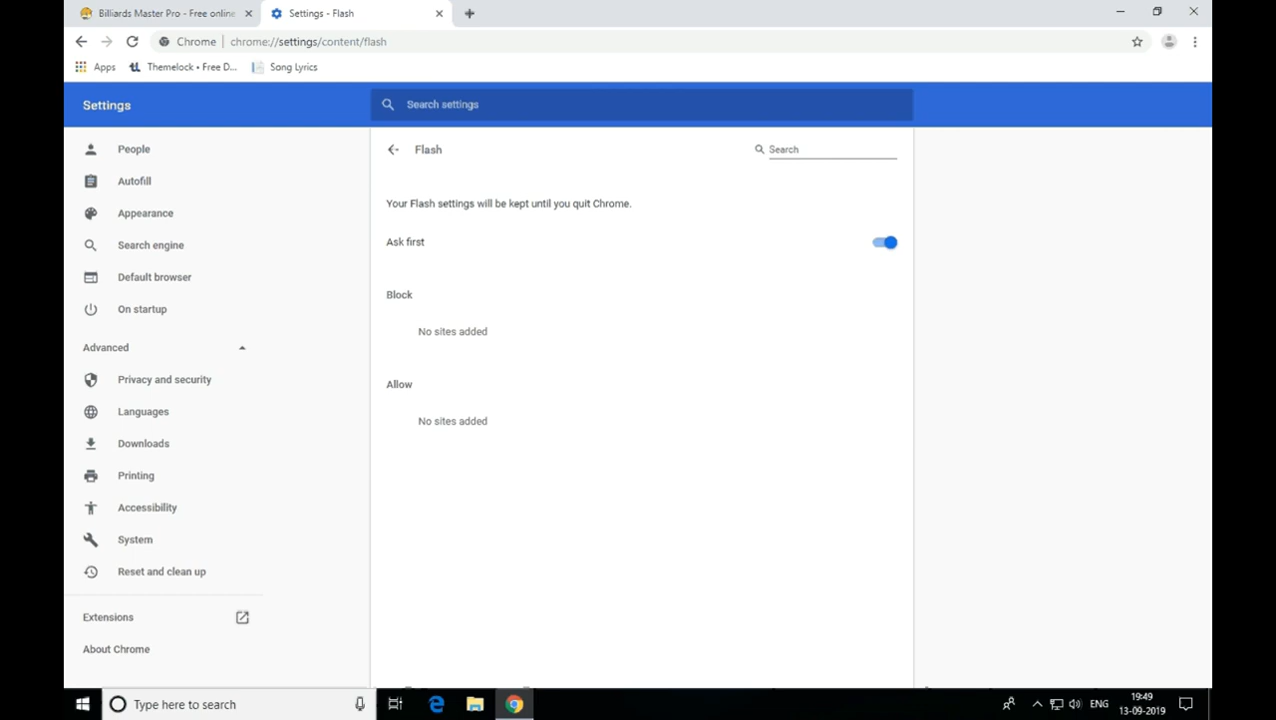 Billiards Master Pro - Free online
Settings - Flash
Chrome | chrome://settings/content/flash
Apps
Themelock • Free D...
Song Lyrics
Settings
Search settings
People
Autofill
Appearance
Search engine
Default browser
On startup
Advanced
Privacy and security
Languages
Downloads
Printing
Accessibility
System
Reset and clean up
Extensions
About Chrome
Flash
Search
Your Flash settings will be kept until you quit Chrome.
Ask first
Block
No sites added
Allow
No sites added
Type here to search
ENG
19:49
13-09-2019